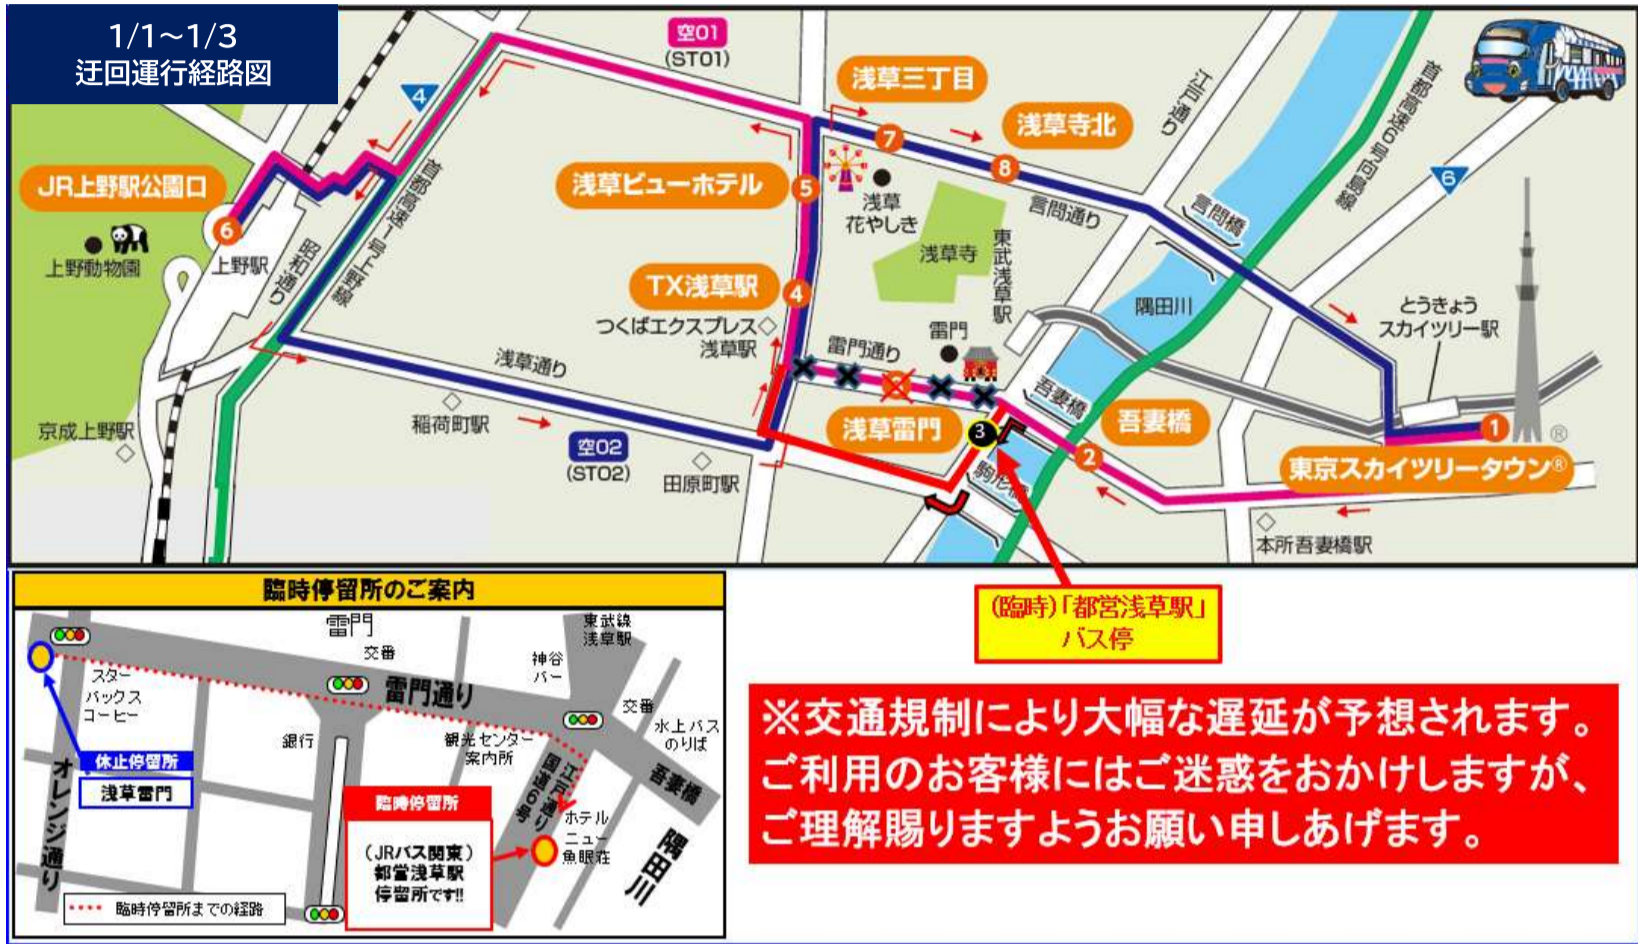 1/1~1/3
迂回運行経路図
空01
(ST01)
浅草三丁目
浅草寺北
江戸通り
首都高速6号向島線
4
7
8
6
JR上野駅公園口
6
上野動物園
上野駅
昭和通り
首都高速1号上野線
浅草ビューホテル
5
浅草
花やしき
浅草寺
東武浅草駅
言問通り
言問橋
隅田川
とうきょう
スカイツリー駅
TX浅草駅
4
つくばエクスプレス
浅草駅
雷門通り
雷門
浅草通り
稲荷町駅
京成上野駅
空02
(ST02)
田原町駅
浅草雷門
3
吾妻橋
吾妻橋
2
駒形橋
1
®
東京スカイツリータウン®
本所吾妻橋駅
(臨時)「都営浅草駅」
バス停
臨時停留所のご案内
雷門
東武線
浅草駅
交番
神谷
バー
スター
バックス
コーヒー
雷門通り
交番
水上バス
のりば
銀行
観光センター
案内所
吾妻橋
江戸通り
国道6号
休止停留所
浅草雷門
オレンジ通り
臨時停留所
(JRバス関東)
都営浅草駅
停留所です!!
ホテル
ニュー
魚眠荘
隅田川
臨時停留所までの経路
※交通規制により大幅な遅延が予想されます。
ご利用のお客様にはご迷惑をおかけしますが、
ご理解賜りますようお願い申しあげます。